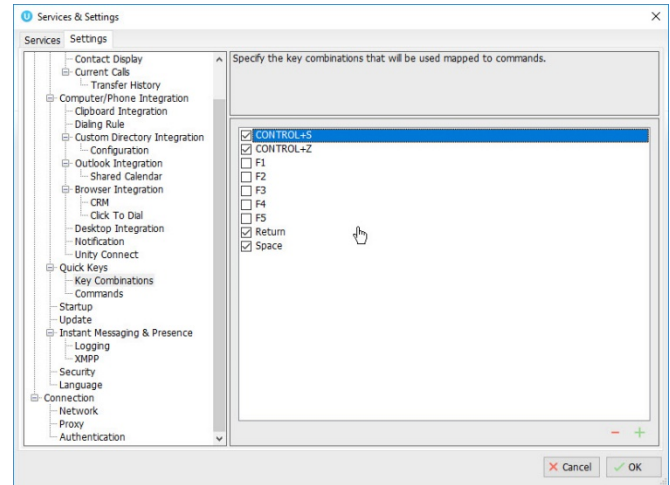 Services & Settings
Services Settings
Contact Display
Current Calls
Transfer History
Computer/Phone Integration
Clipboard Integration
Dialing Rule
Custom Directory Integration
Configuration
Outlook Integration
Shared Calendar
Browser Integration
CRM
Click To Dial
Desktop Integration
Notification
Unity Connect
Quick Keys
Key Combinations
Commands
Startup
Update
Instant Messaging & Presence
Logging
XMPP
Security
Language
Connection
Network
Proxy
Authentication
Specify the key combinations that will be used mapped to commands.
CONTROL+S
CONTROL+Z
F1
F2
F3
F4
F5
Return
Space
Cancel OK